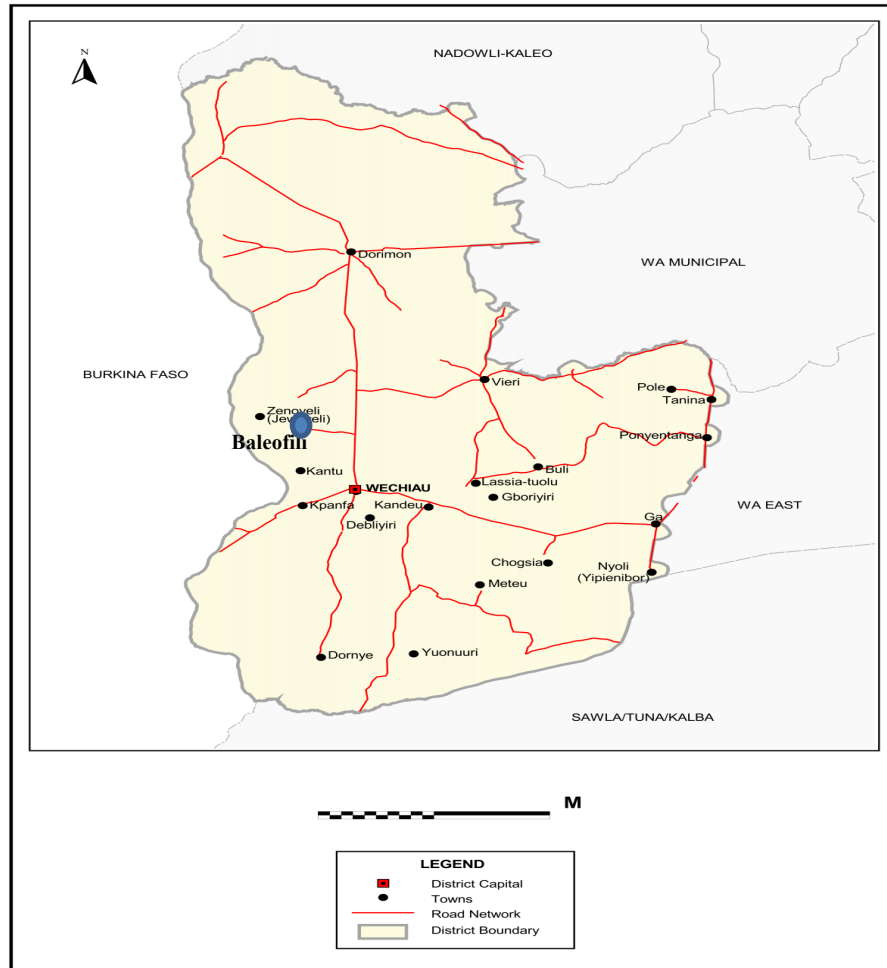 NADOWLI-KALEO
N
WA MUNICIPAL
Dorimon
BURKINA FASO
Vieri
Pole
Tanina
Zenoveli
(Jeweveli)
Baleofili
Ponyentanga
Buli
Kantu
Lassia-tuolu
WECHIAU
Gboriyiri
Kpanfa
Kandeu
WA EAST
Debliyiri
Ga
Chogsia
Nyoli
(Yipienibor)
Meteu
Dornye
Yuonuuri
SAWLA/TUNA/KALBA
M
LEGEND
District Capital
Towns
Road Network
District Boundary